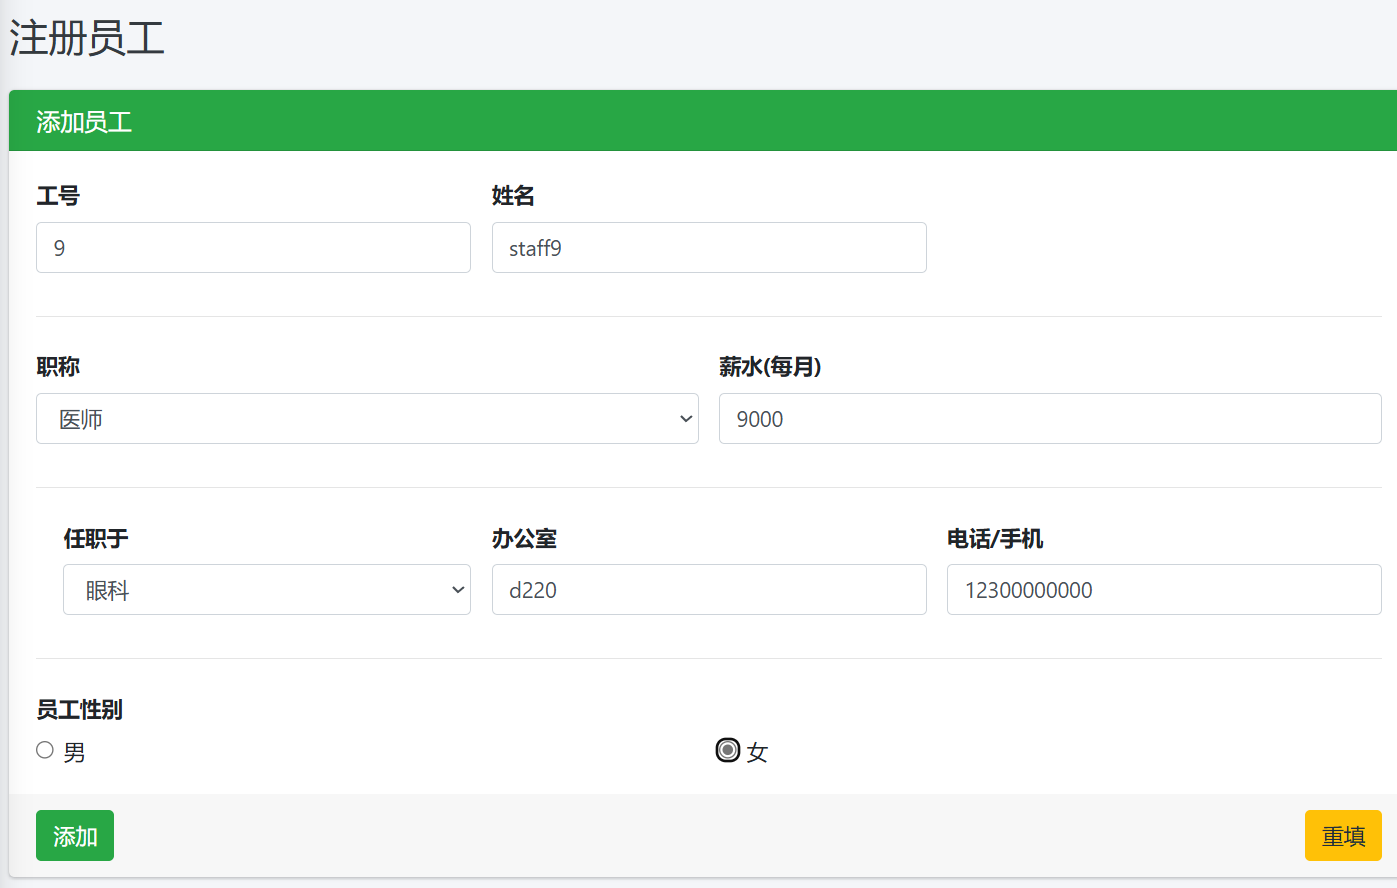 注册员工
添加员工
工号 姓名
9 staff9
职称 薪水(每月)
医师 9000
任职于 办公室 电话/手机
眼科 d220 12300000000
员工性别
男 女
添加 重填